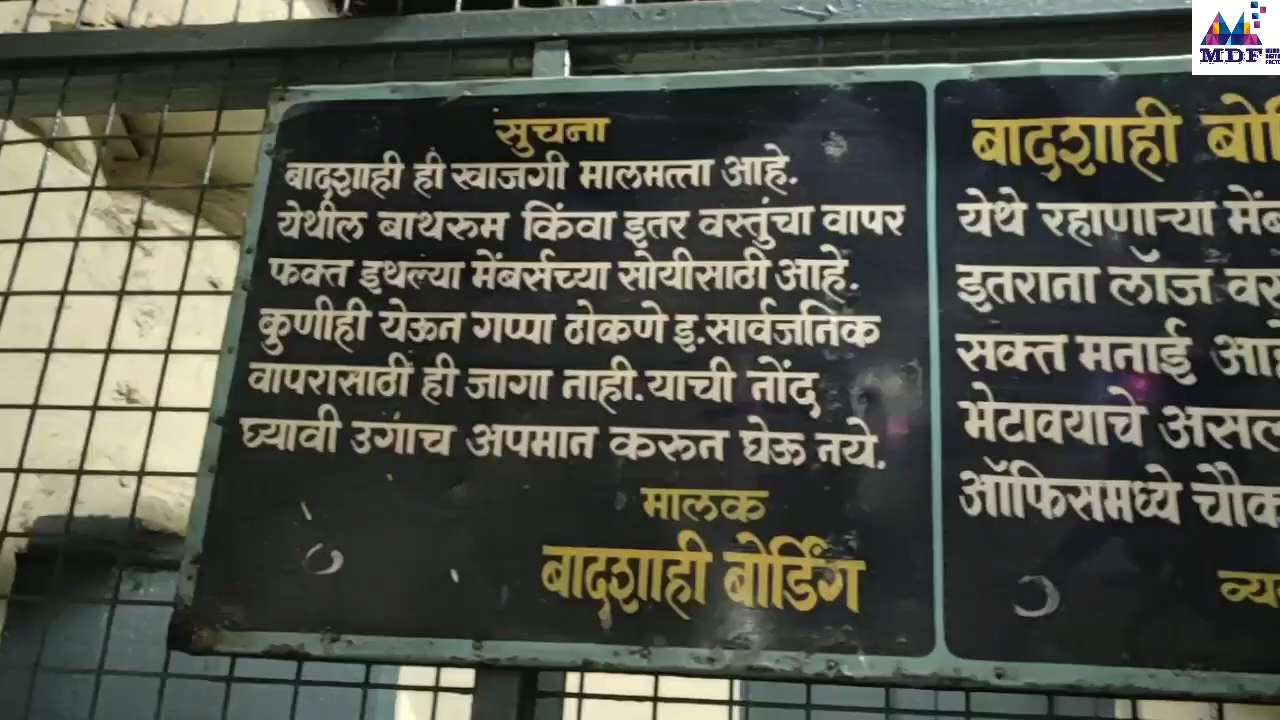 MDF
सुचना
बादशाही ही खाजगी मालमत्ता आहे.
येथील बाथरुम किंवा इतर वस्तुंचा वापर
फक्त इथल्या मेंबर्सच्या सोयीसाठी आहे.
कुणीही येऊन गप्पा ठोकणे इ.सार्वजनिक
वापरासाठी ही जागा नाही.याची नोंद
घ्यावी उगांच अपमान करुन घेऊ नये.
मालक
बादशाही बोर्डिंग
बादशाही
येथे रहाणाऱ्या
इतराना लॉज
सक्त मनाई
भेटावयाचे
ऑफिसमध्ये